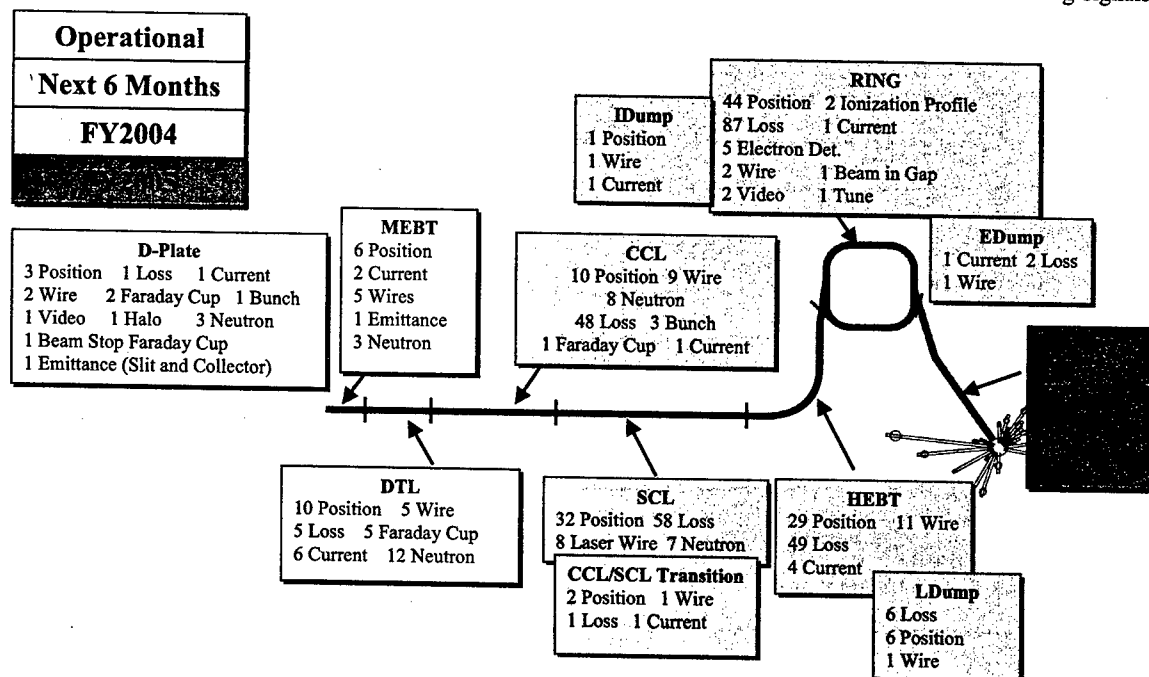 Operational
Next 6 Months
FY2004
D-Plate
3 Position 1 Loss 1 Current
2 Wire 2 Faraday Cup 1 Bunch
1 Video 1 Halo 3 Neutron
1 Beam Stop Faraday Cup
1 Emittance (Slit and Collector)
MEBT
6 Position
2 Current
5 Wires
1 Emittance
3 Neutron
IDump
1 Position
1 Wire
1 Current
RING
44 Position 2 Ionization Profile
87 Loss 1 Current
5 Electron Det.
2 Wire 1 Beam in Gap
2 Video 1 Tune
CCL
10 Position 9 Wire
8 Neutron
48 Loss 3 Bunch
1 Faraday Cup 1 Current
EDump
1 Current 2 Loss
1 Wire
DTL
10 Position 5 Wire
5 Loss 5 Faraday Cup
6 Current 12 Neutron
SCL
32 Position 58 Loss
8 Laser Wire 7 Neutron
CCL/SCL Transition
2 Position 1 Wire
1 Loss 1 Current
HEBT
29 Position 11 Wire
49 Loss
4 Current
LDump
6 Loss
6 Position
1 Wire